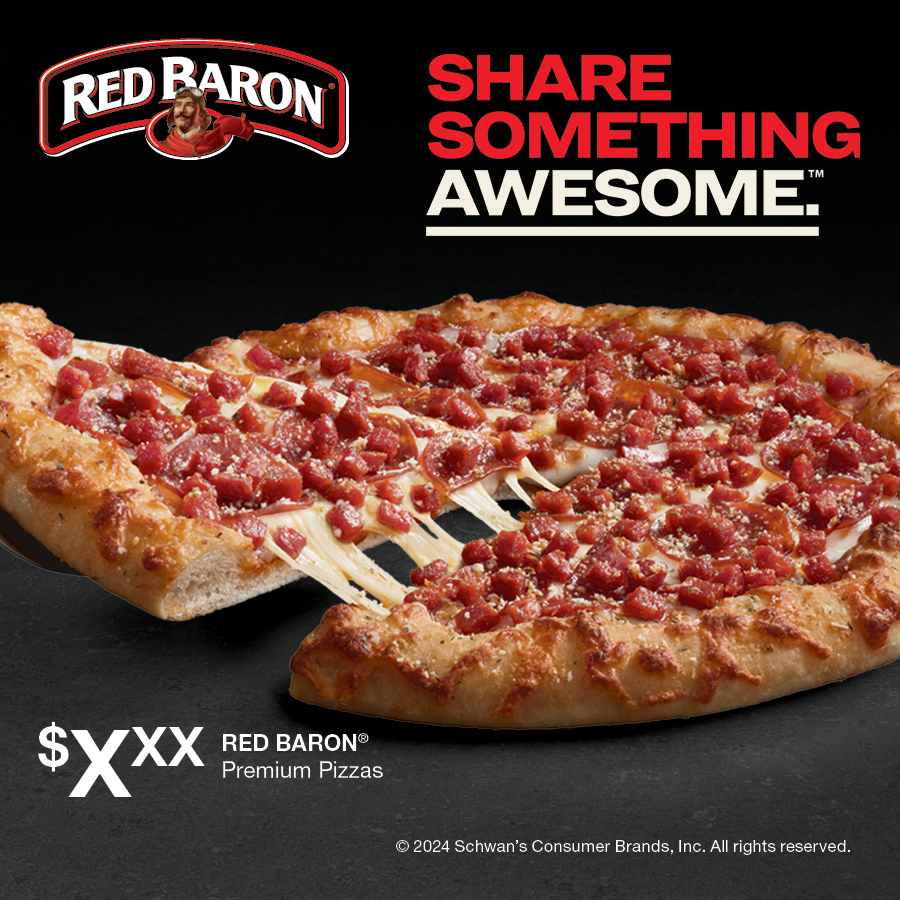 RED BARON®
SHARE
SOMETHING
AWESOME.™
$XXX RED BARON®
Premium Pizzas
© 2024 Schwan's Consumer Brands, Inc. All rights reserved.